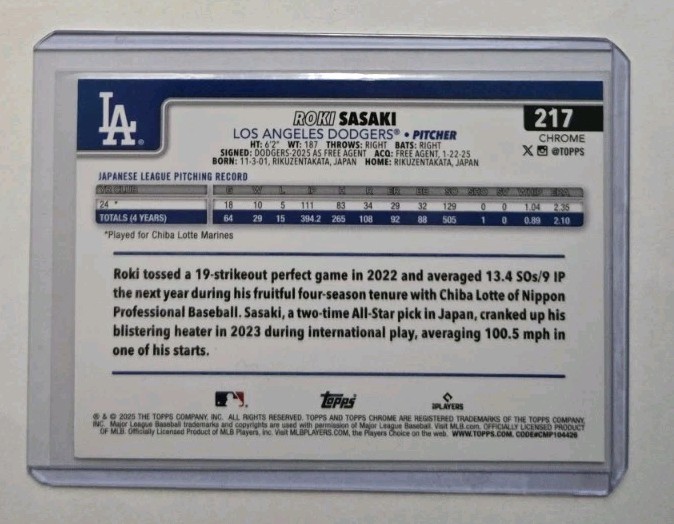 LA
ROKI SASAKI
217
LOS ANGELES DODGERS® • PITCHER
CHROME
HT: 6'2" WT: 187 THROWS: RIGHT BATS: RIGHT
SIGNED: DODGERS-2025 AS FREE AGENT ACQ: FREE AGENT, 1-22-25
@TOPPS
BORN: 11-3-01, RIKUZENTAKATA, JAPAN HOME: RIKUZENTAKATA, JAPAN
JAPANESE LEAGUE PITCHING RECORD
24 * 18 10 5 111 83 34 29 32 129 0 0 1.04 2.35
TOTALS (4 YEARS) 64 29 15 394.2 265 108 92 88 505 1 0 0.89 2.10
*Played for Chiba Lotte Marines
Roki tossed a 19-strikeout perfect game in 2022 and averaged 13.4 SOs/9 IP
the next year during his fruitful four-season tenure with Chiba Lotte of Nippon
Professional Baseball. Sasaki, a two-time All-Star pick in Japan, cranked up his
blistering heater in 2023 during international play, averaging 100.5 mph in
one of his starts.
Topps
PLAYERS
® & © 2025 THE TOPPS COMPANY, INC. ALL RIGHTS RESERVED. TOPPS AND TOPPS CHROME ARE REGISTERED TRADEMARKS OF THE TOPPS COMPANY,
INC. Major League Baseball trademarks and copyrights are used with permission of Major League Baseball. Visit MLB.com. OFFICIALLY LICENSED PRODUCT
OF MLB. Officially Licensed Product of MLB Players, Inc. Visit MLBPLAYERS.COM, the Players Choice on the web. WWW.TOPPS.COM. CODE#CMP104426